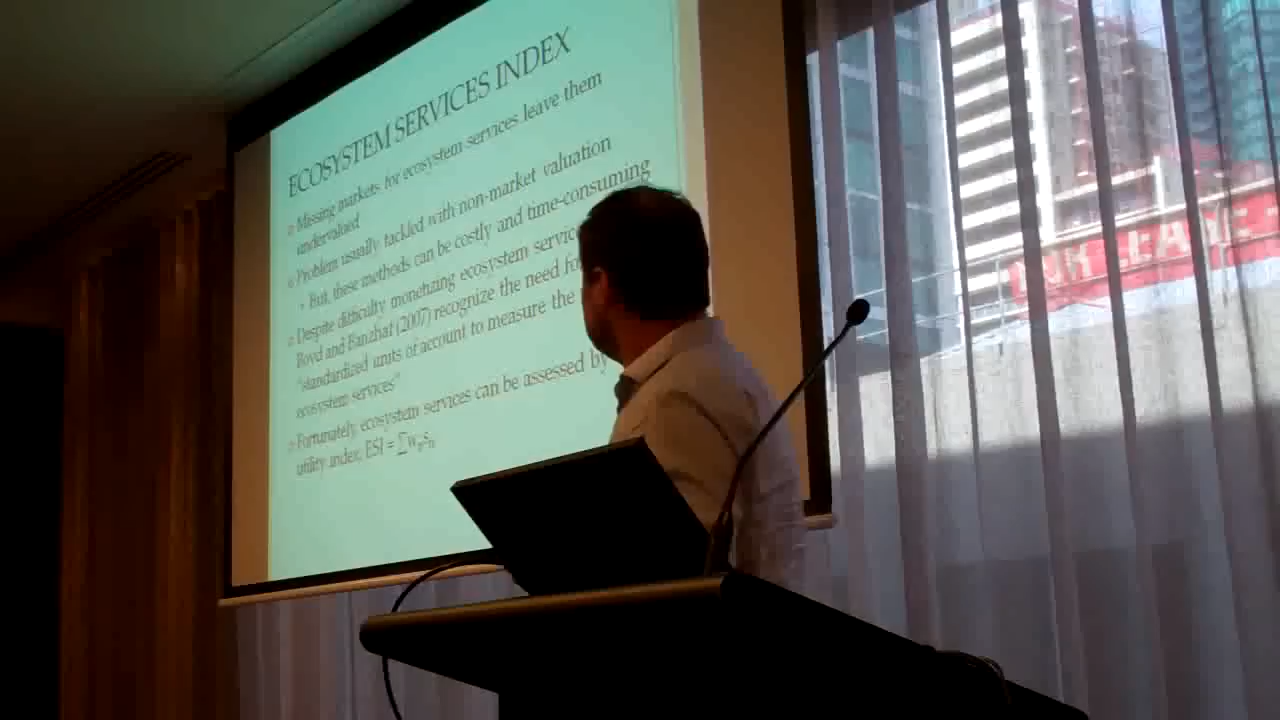 ECOSYSTEM SERVICES INDEX
Missing markets for ecosystem services leave them
undervalued
Problem usually tackled with non-market valuation
But, these methods can be costly and time-consuming
Despite difficulty monetizing ecosystem servic
Boyd and Banzhaf (2007) recognize the need fo
"standardized units of account to measure the
ecosystem services"
Fortunately ecosystem services can be assessed by
utility index, ESI = ∑
LEASE